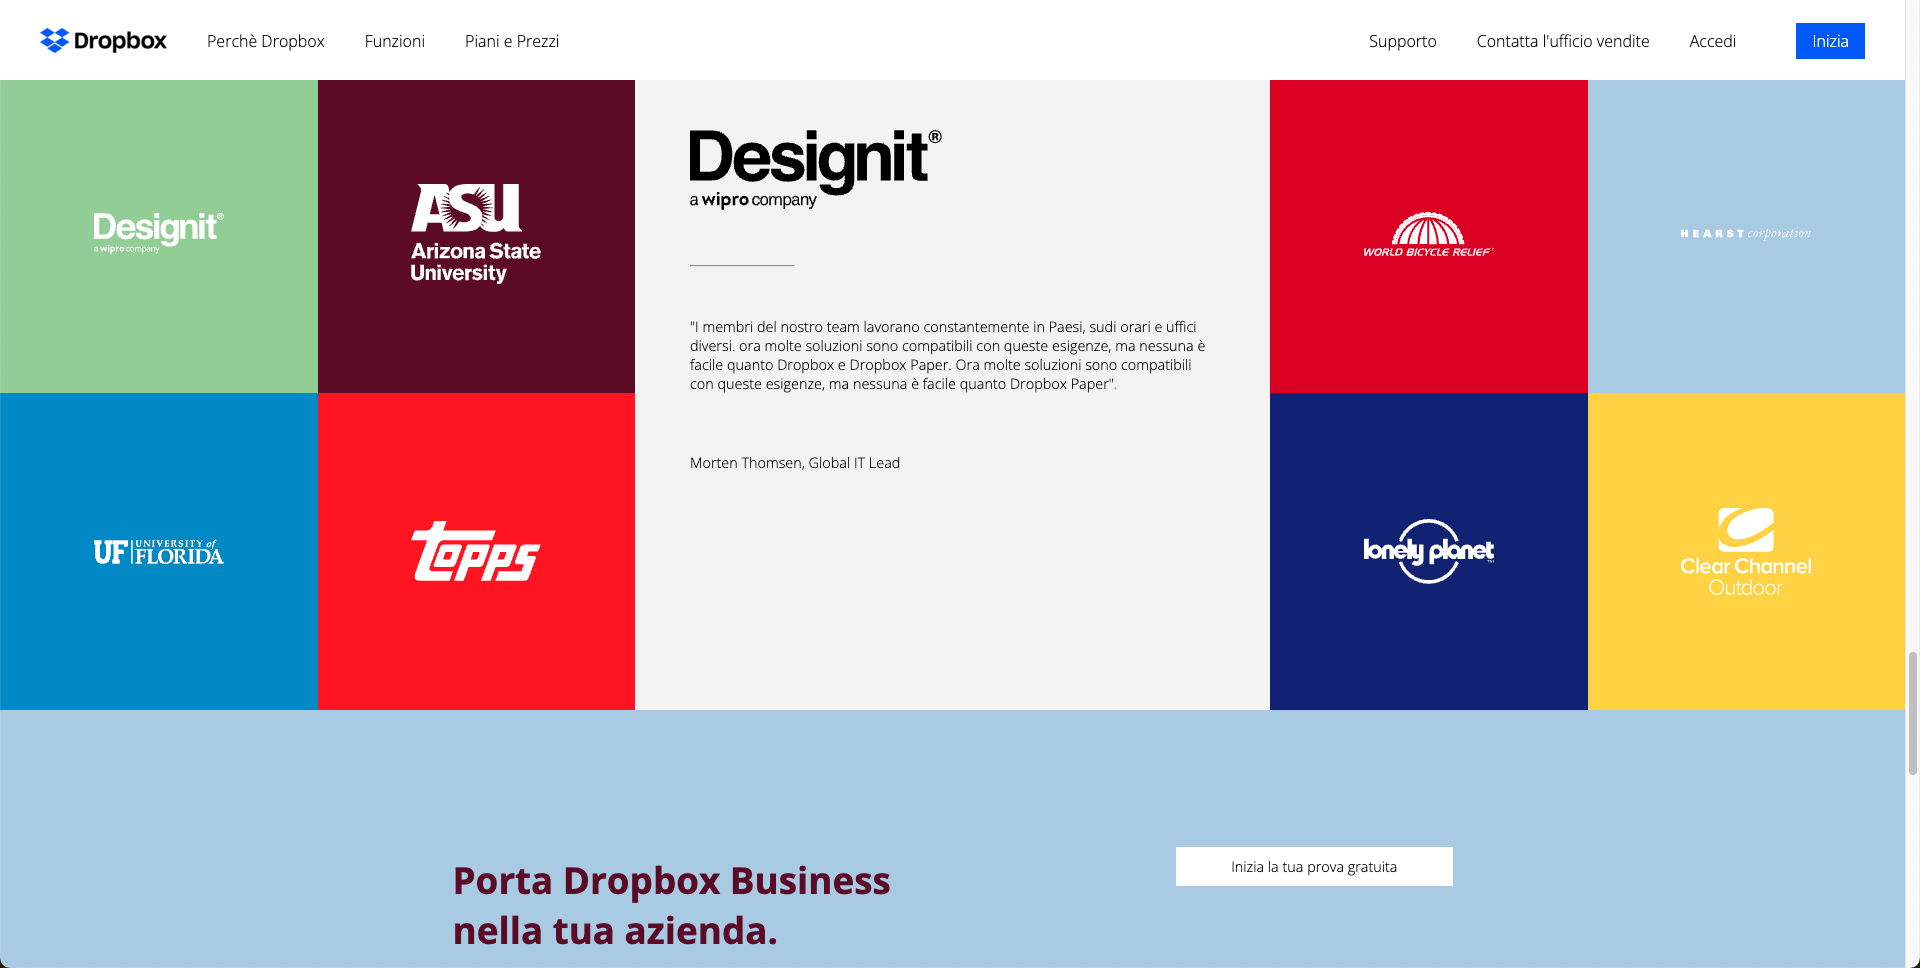 Dropbox
Perchè Dropbox
Funzioni
Piani e Prezzi
Supporto
Contatta l'ufficio vendite
Accedi
Inizia
Designit®
a wipro company
ASU
Arizona State
University
Designit®
a wipro company
"I membri del nostro team lavorano constantemente in Paesi, sudi orari e uffici
diversi. ora molte soluzioni sono compatibili con queste esigenze, ma nessuna è
facile quanto Dropbox e Dropbox Paper. Ora molte soluzioni sono compatibili
con queste esigenze, ma nessuna è facile quanto Dropbox Paper".
Morten Thomsen, Global IT Lead
WORLD BICYCLE RELIEF
HEARST corporation
UF UNIVERSITY of
FLORIDA
Topps
lonely planet
Clear Channel
Outdoor
Porta Dropbox Business
nella tua azienda.
Inizia la tua prova gratuita